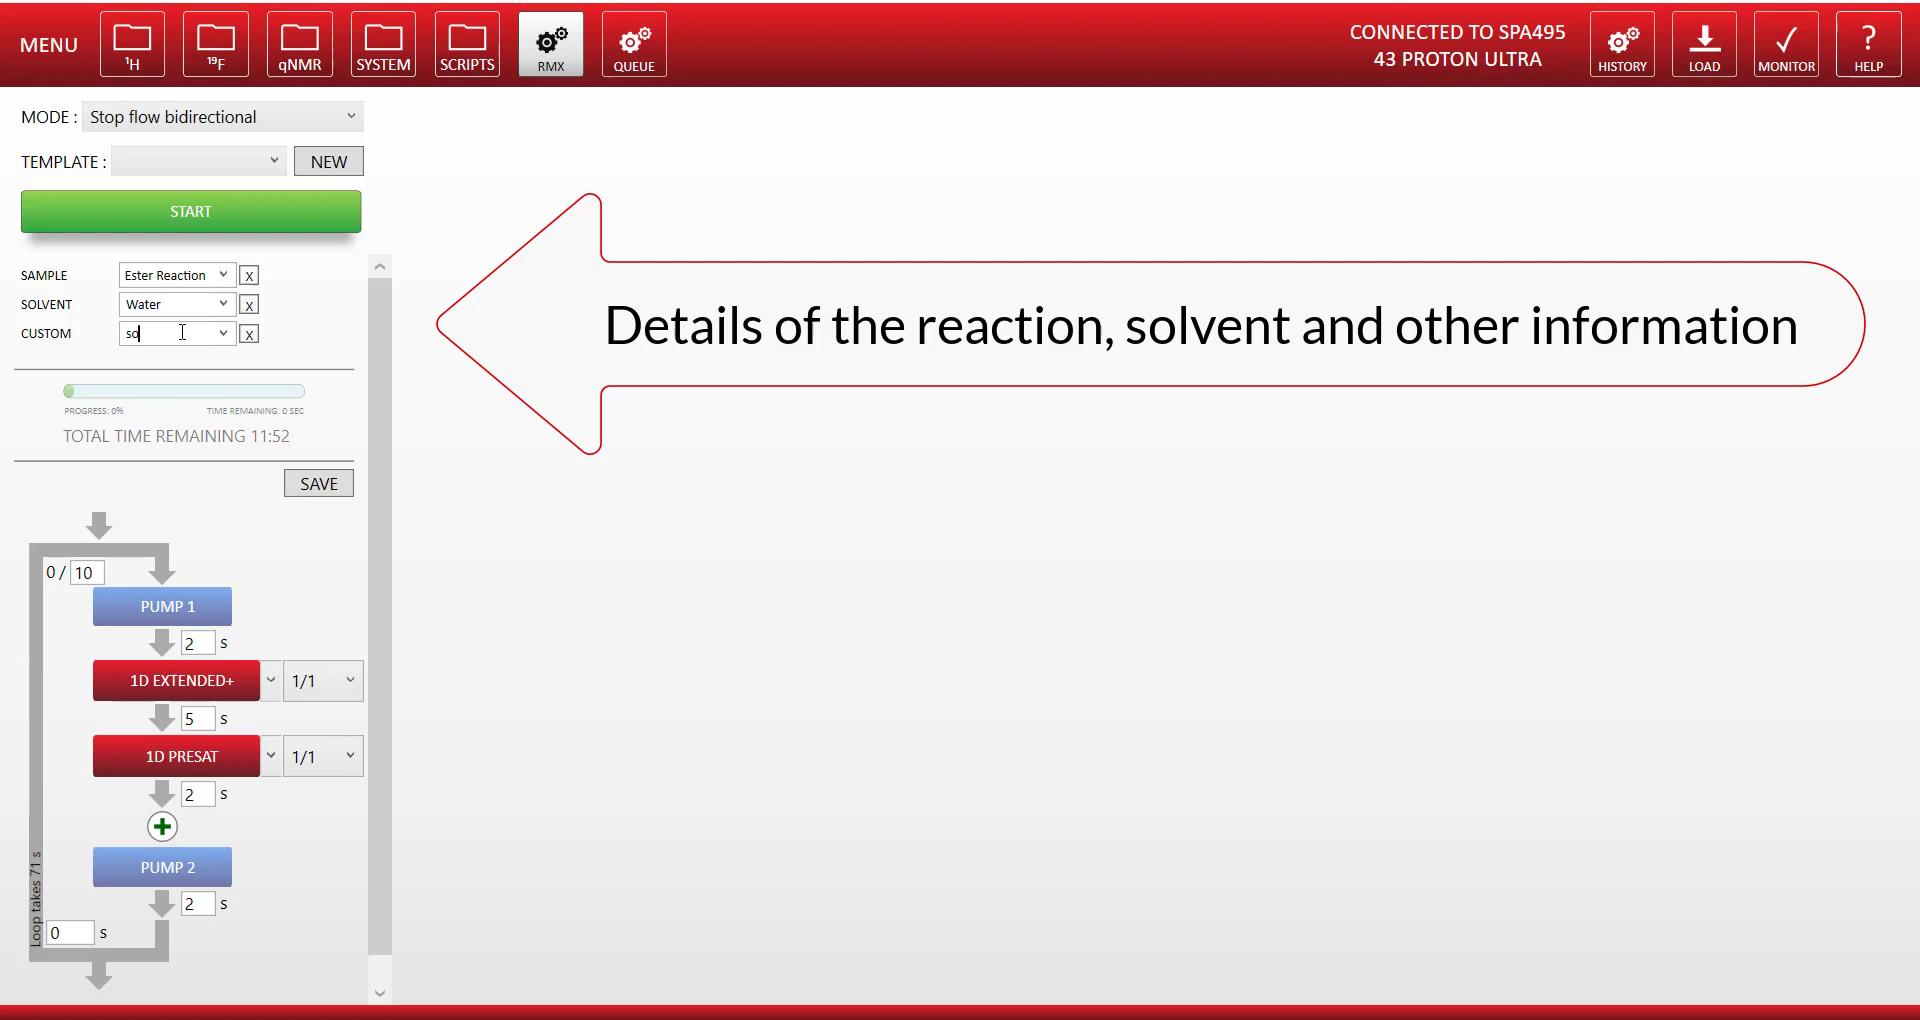 MENU
¹H
¹⁹F
qNMR
SYSTEM
SCRIPTS
RMX
QUEUE
CONNECTED TO SPA495
43 PROTON ULTRA
HISTORY
LOAD
MONITOR
?
HELP
MODE : Stop flow bidirectional
TEMPLATE :
NEW
START
SAMPLE Ester Reaction X
SOLVENT Water X
CUSTOM so X
Details of the reaction, solvent and other information
PROGRESS: 0% TIME REMAINING: 0 SEC
TOTAL TIME REMAINING 11:52
SAVE
0 / 10
PUMP 1
2 s
1D EXTENDED+ 1/1
5 s
1D PRESAT 1/1
2 s
PUMP 2
2 s
Loop takes 71 s
0 s